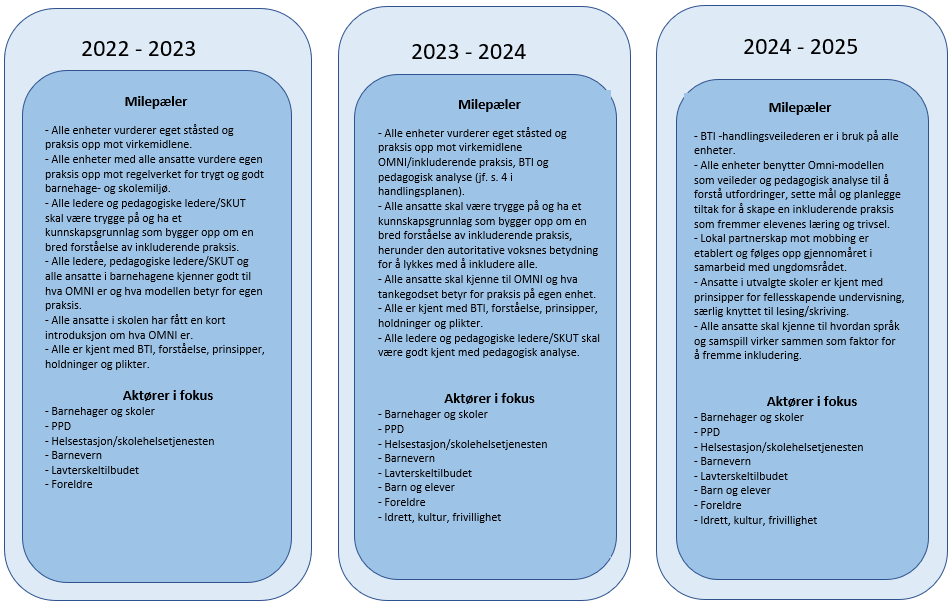 2022 - 2023
Milepæler
- Alle enheter vurderer eget ståsted og
praksis opp mot virkemidlene.
- Alle enheter med alle ansatte vurdere egen
praksis opp mot regelverket for trygt og godt
barnehage- og skolemiljø.
- Alle ledere og pedagogiske ledere/SKUT
skal være trygge på og ha et
kunnskapsgrunnlag som bygger opp om en
bred forståelse av inkluderende praksis.
- Alle ledere, pedagogiske ledere/SKUT og
alle ansatte i barnehagene kjenner godt til
hva OMNI er og hva modellen betyr for egen
praksis.
- Alle ansatte i skolen har fått en kort
introduksjon om hva OMNI er.
- Alle er kjent med BTI, forståelse, prinsipper,
holdninger og plikter.
Aktører i fokus
- Barnehager og skoler
- PPD
- Helsestasjon/skolehelsetjenesten
- Barnevern
- Lavterskeltilbudet
- Foreldre
2023 - 2024
Milepæler
- Alle enheter vurderer eget ståsted og
praksis opp mot virkemidlene
OMNI/inkluderende praksis, BTI og
pedagogisk analyse (jf. s. 4 i
handlingsplanen).
- Alle ansatte skal være trygge på og ha et
kunnskapsgrunnlag som bygger opp om en
bred forståelse av inkluderende praksis,
herunder den autoritative voksnes betydning
for å lykkes med å inkludere alle.
- Alle ansatte skal kjenne til OMNI og hva
tankegodset betyr for praksis på egen enhet.
- Alle er kjent med BTI, forståelse, prinsipper,
holdninger og plikter.
- Alle ledere og pedagogiske ledere/SKUT skal
være godt kjent med pedagogisk analyse.
Aktører i fokus
- Barnehager og skoler
- PPD
- Helsestasjon/skolehelsetjenesten
- Barnevern
- Lavterskeltilbudet
- Barn og elever
- Foreldre
- Idrett, kultur, frivillighet
2024 - 2025
Milepæler
- BTI -handlingsveilederen er i bruk på alle
enheter.
- Alle enheter benytter Omni-modellen
som veileder og pedagogisk analyse til å
forstå utfordringer, sette mål og planlegge
tiltak for å skape en inkluderende praksis
som fremmer elevenes læring og trivsel.
- Lokal partnerskap mot mobbing er
etablert og følges opp gjennomåret i
samarbeid med ungdomsrådet.
- Ansatte i utvalgte skoler er kjent med
prinsipper for fellesskapende undervisning,
særlig knyttet til lesing/skriving.
- Alle ansatte skal kjenne til hvordan språk
og samspill virker sammen som faktor for
å fremme inkludering.
Aktører i fokus
- Barnehager og skoler
- PPD
- Helsestasjon/skolehelsetjenesten
- Barnevern
- Lavterskeltilbudet
- Barn og elever
- Foreldre
- Idrett, kultur, frivillighet